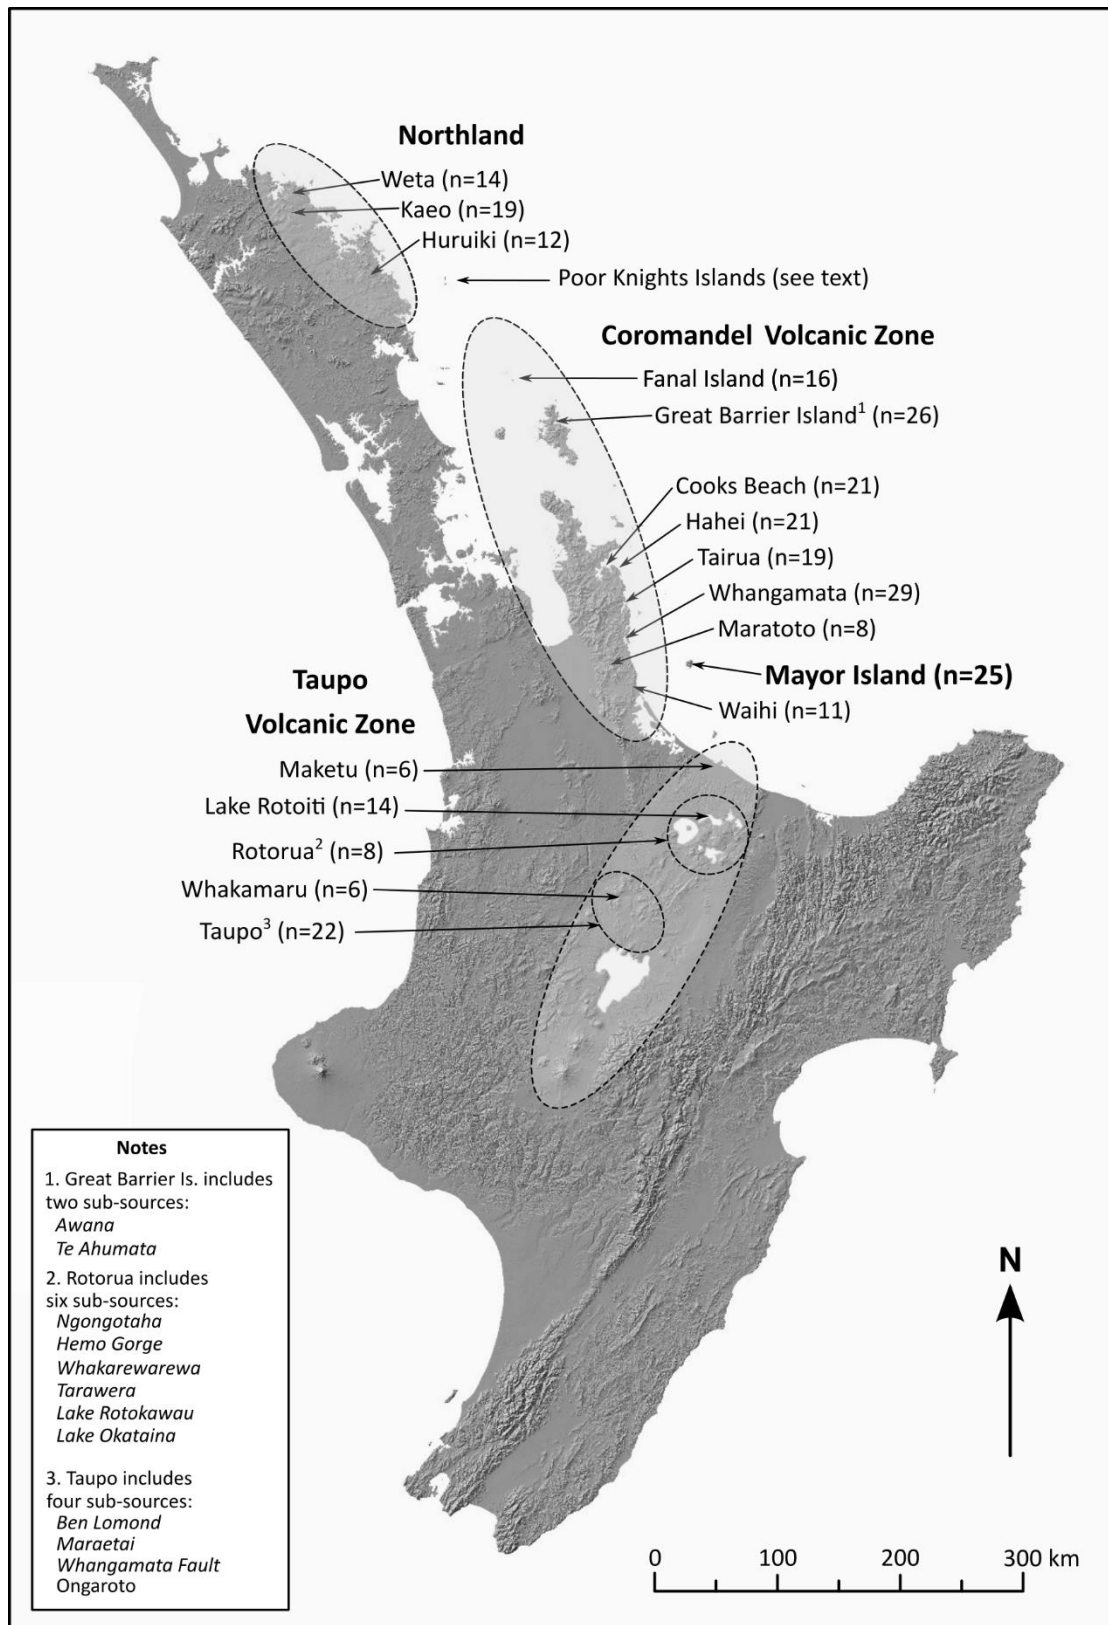 Northland
Weta (n=14)
Kaeo (n=19)
Huruiki (n=12)
Poor Knights Islands (see text)
Coromandel Volcanic Zone
Fanal Island (n=16)
Great Barrier Island¹ (n=26)
Cooks Beach (n=21)
Hahei (n=21)
Tairua (n=19)
Whangamata (n=29)
Maratoto (n=8)
Mayor Island (n=25)
Waihi (n=11)
Taupo
Volcanic Zone
Maketu (n=6)
Lake Rotoiti (n=14)
Rotorua² (n=8)
Whakamaru (n=6)
Taupo³ (n=22)
Notes
1. Great Barrier Is. includes
two sub-sources:
Awana
Te Ahumata
2. Rotorua includes
six sub-sources:
Ngongotaha
Hemo Gorge
Whakarewarewa
Tarawera
Lake Rotokawau
Lake Okataina
3. Taupo includes
four sub-sources:
Ben Lomond
Maraetai
Whangamata Fault
Ongaroto
N
0 100 200 300 km